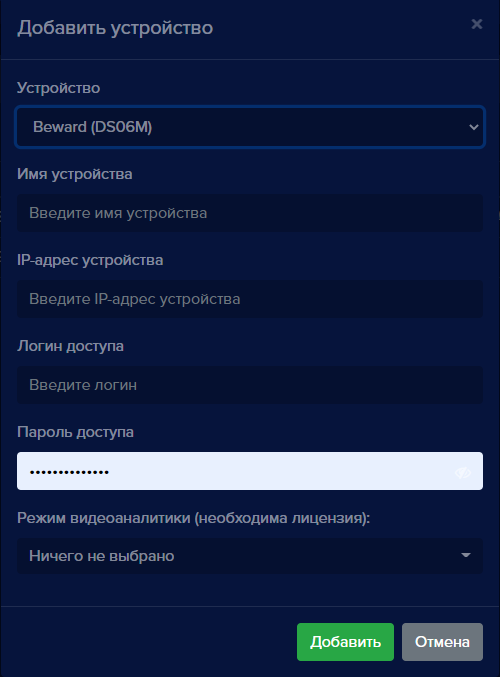 Добавить устройство
×
Устройство
Beward (DS06M)
Имя устройства
Введите имя устройства
IP-адрес устройства
Введите IP-адрес устройства
Логин доступа
Введите логин
Пароль доступа
••••••••••••••
Режим видеоаналитики (необходима лицензия):
Ничего не выбрано
Добавить Отмена